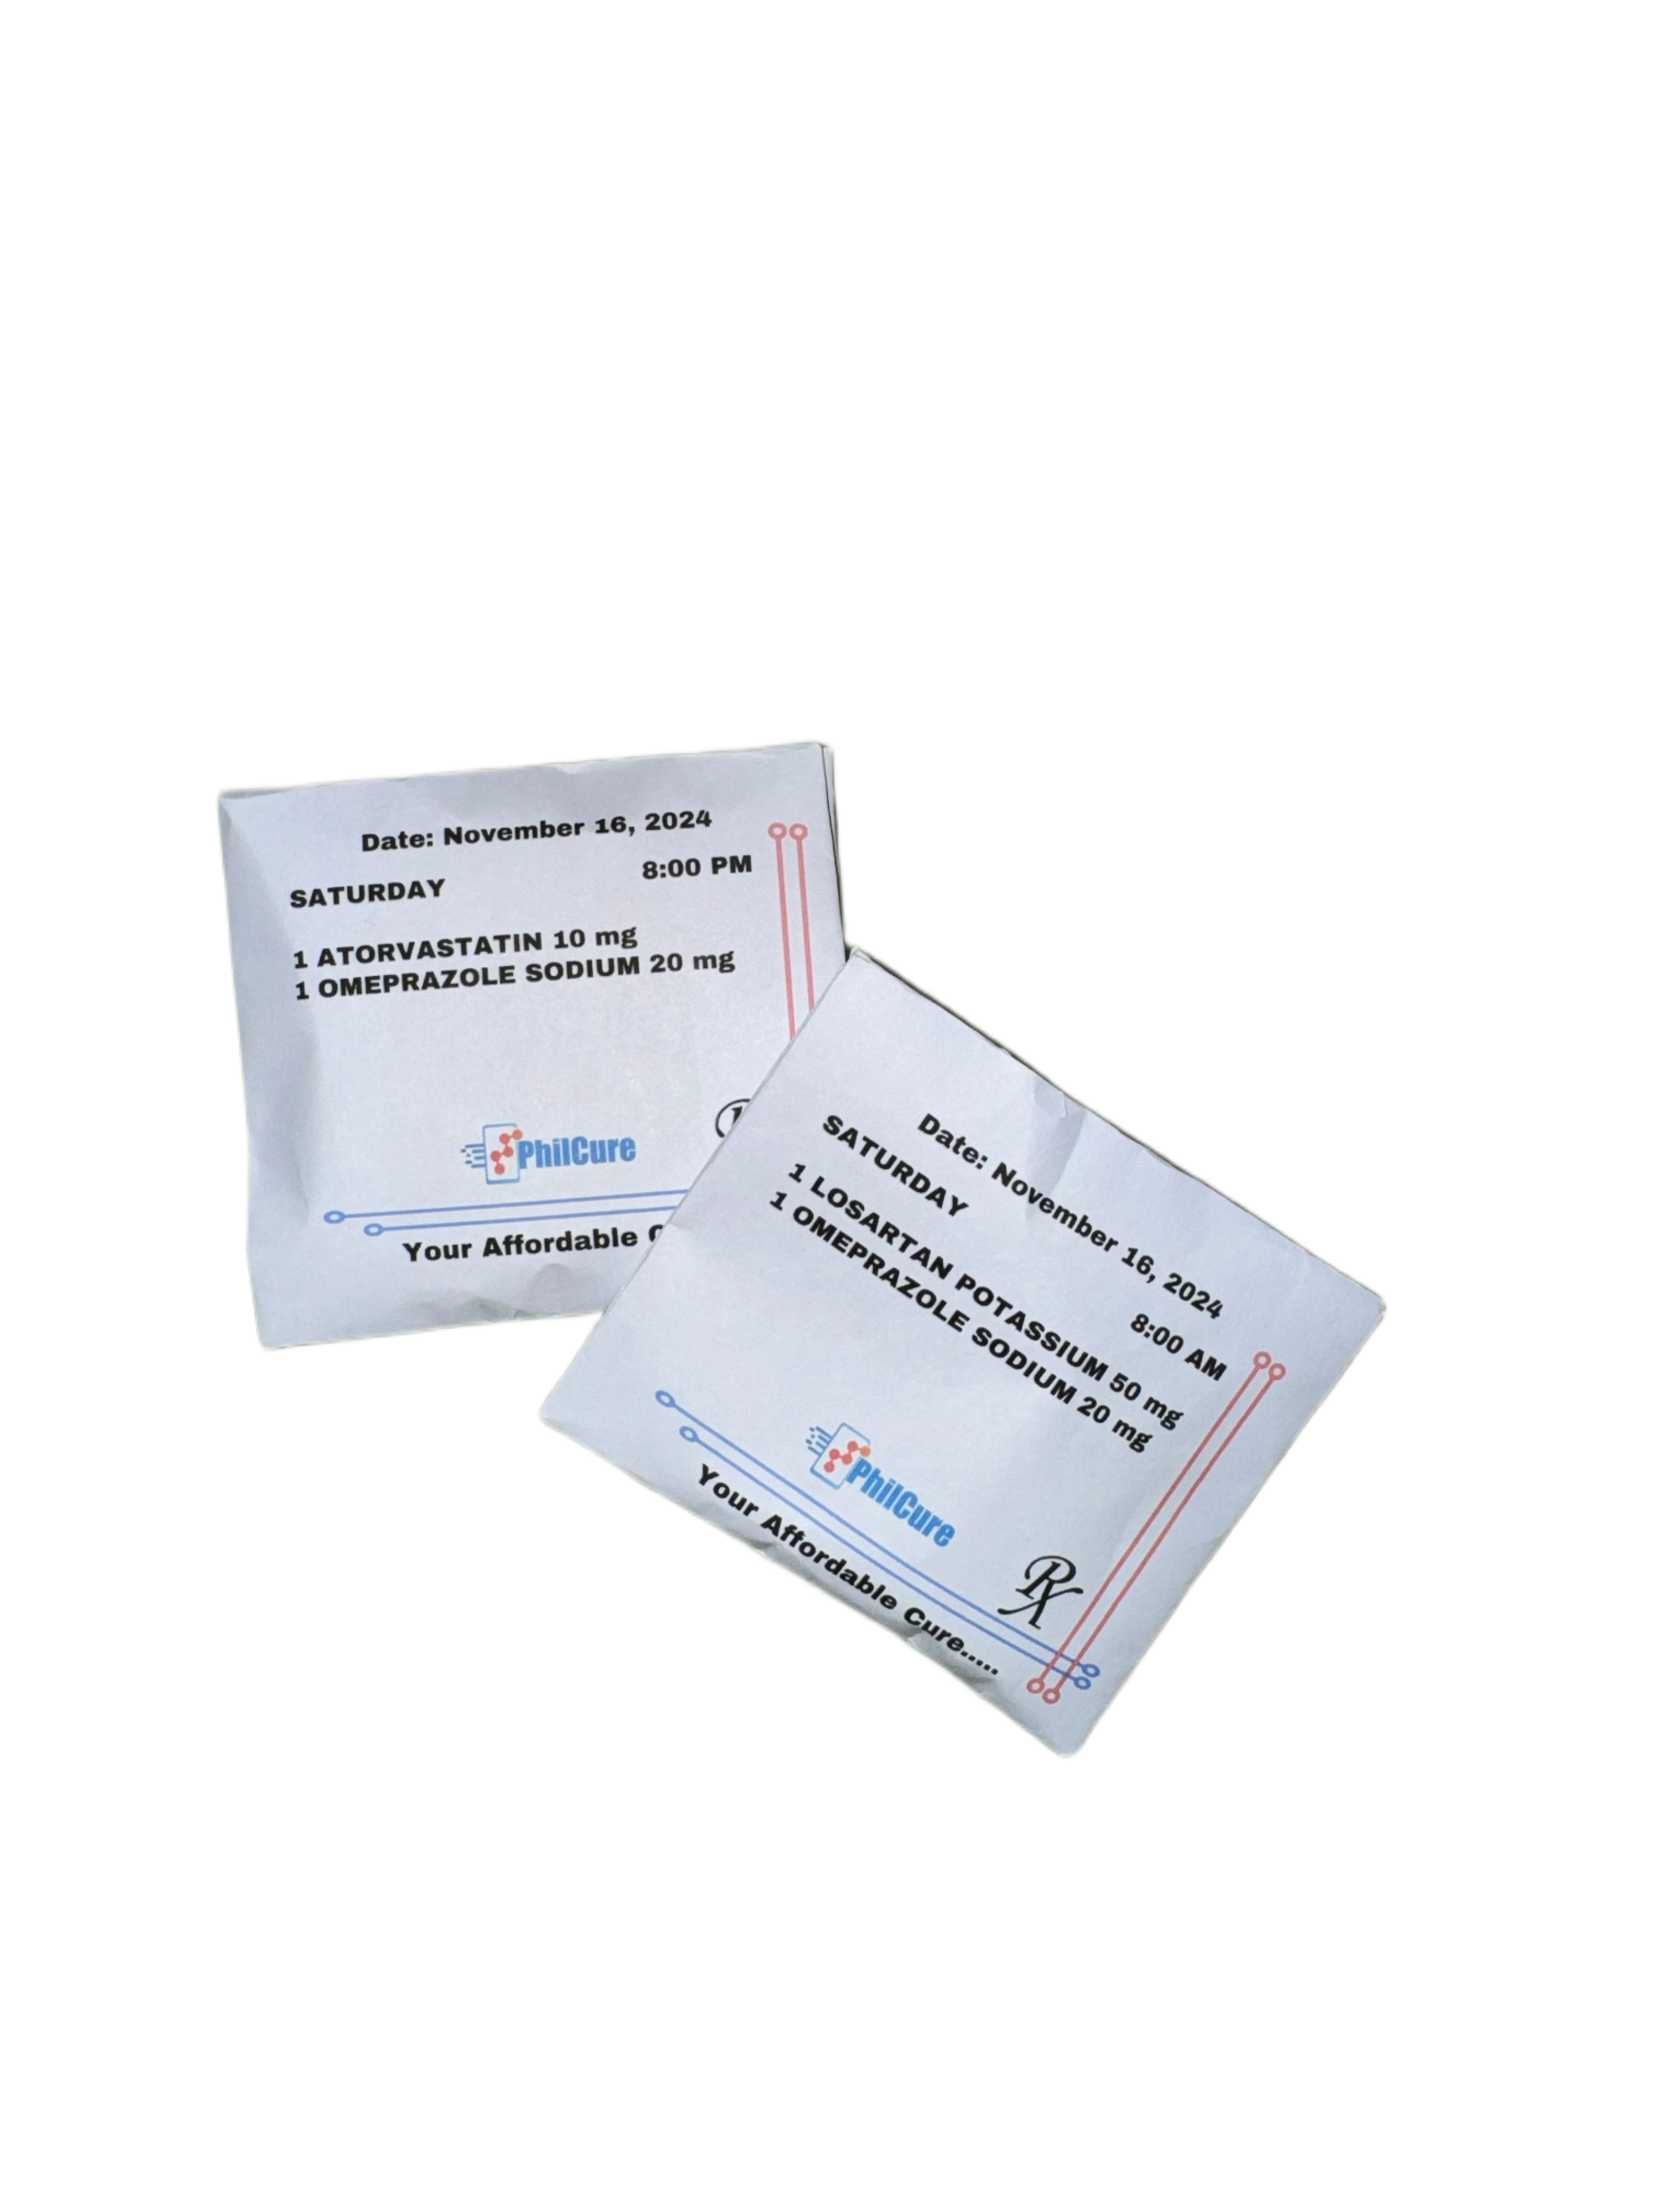 Date: November 16, 2024
SATURDAY 8:00 PM
1 ATORVASTATIN 10 mg
1 OMEPRAZOLE SODIUM 20 mg
PhilCure
Your Affordable
Date: November 16, 2024
SATURDAY 8:00 AM
1 LOSARTAN POTASSIUM 50 mg
1 OMEPRAZOLE SODIUM 20 mg
PhilCure
Rx
Your Affordable Cure.....